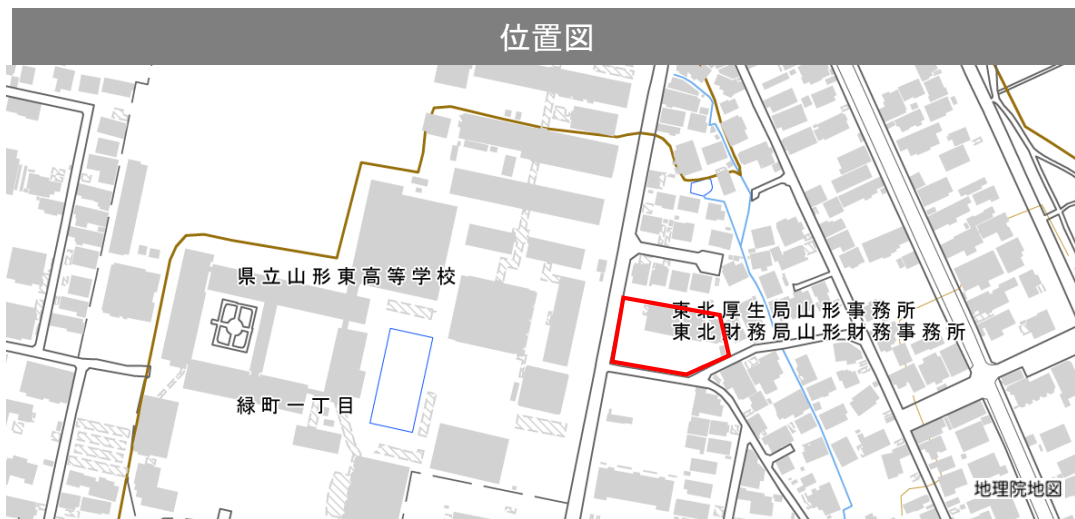 位置図
県立山形東高等学校
東北厚生局山形事務所
東北財務局山形財務事務所
緑町一丁目
地理院地図